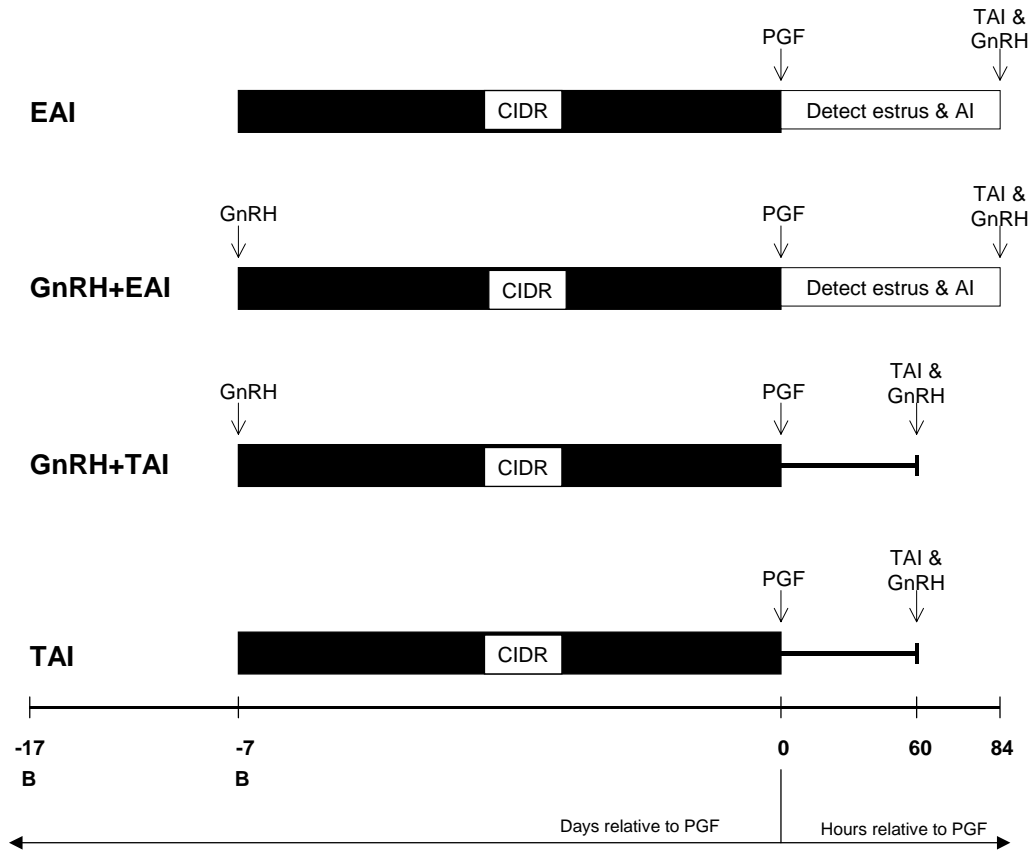 TAI &
GnRH
PGF
EAI
CIDR
Detect estrus & AI
TAI &
GnRH
GnRH
PGF
GnRH+EAI
CIDR
Detect estrus & AI
TAI &
GnRH
GnRH
PGF
GnRH+TAI
CIDR
TAI &
GnRH
PGF
TAI
CIDR
-17 -7 0 60 84
B B
Days relative to PGF Hours relative to PGF